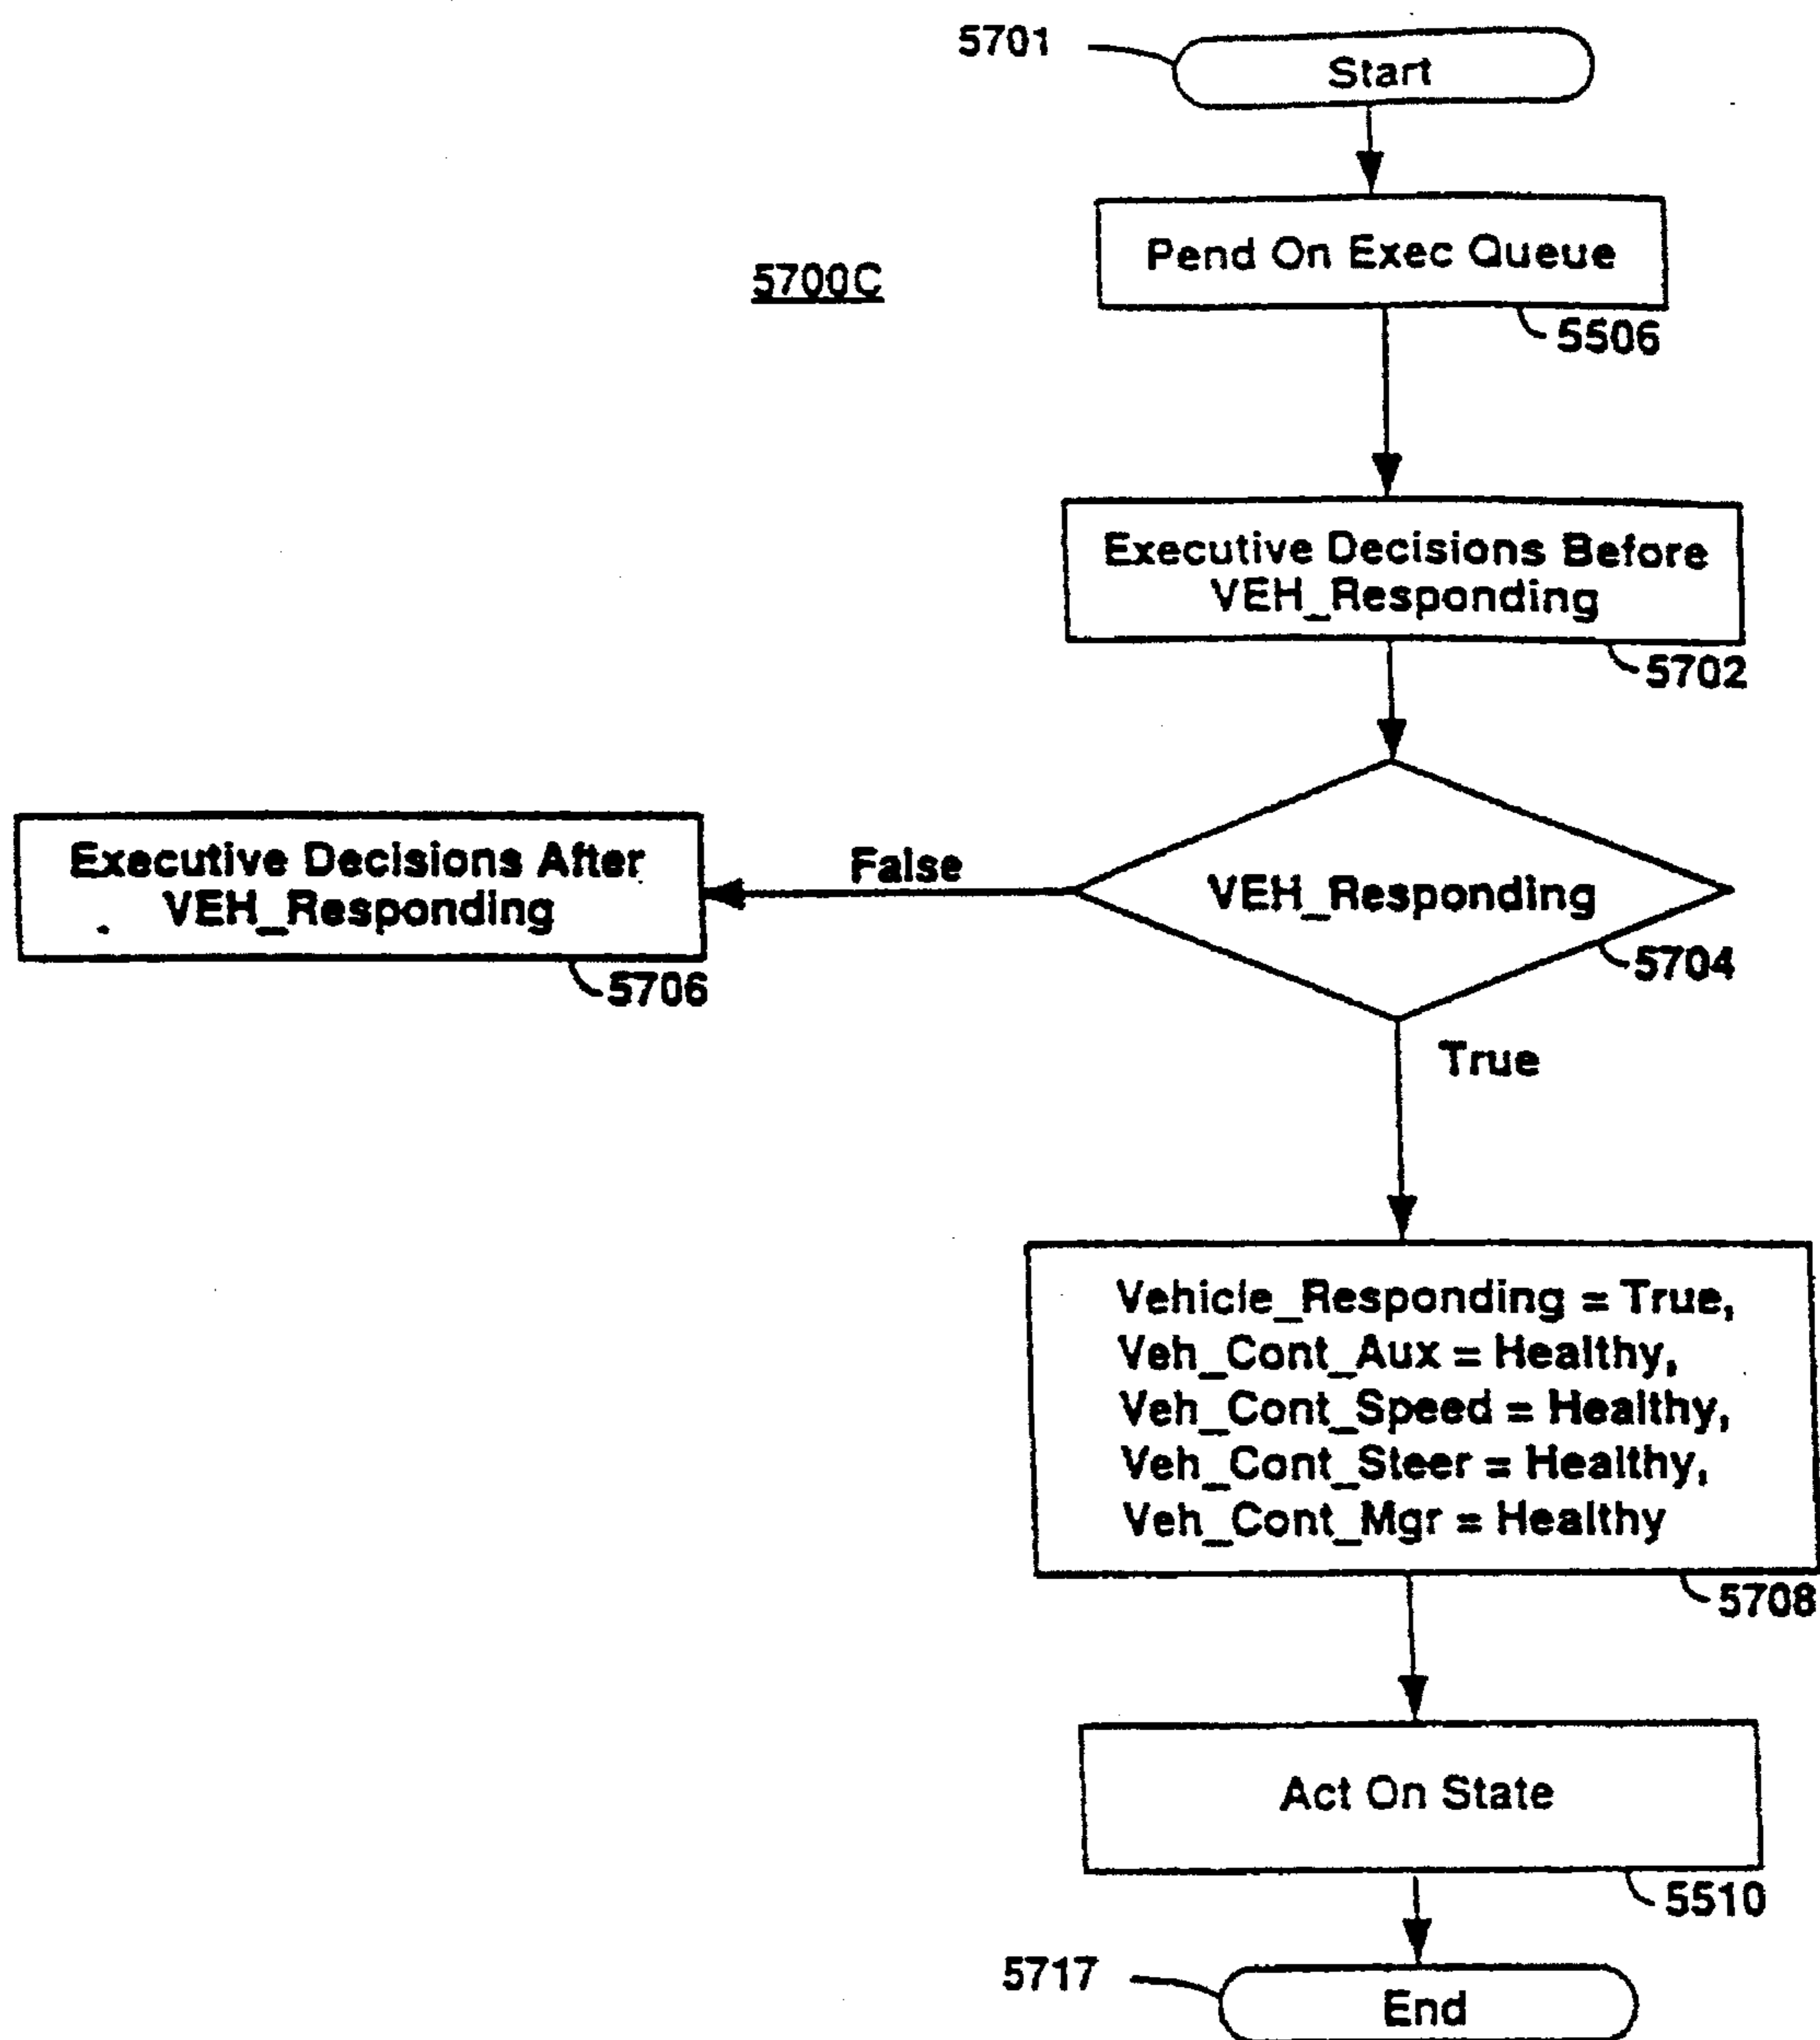 5701
Start
Pend On Exec Queue
5700C
5506
Executive Decisions Before
VEH_Responding
5702
Executive Decisions After
VEH_Responding
False
VEH_Responding
5706
5704
True
Vehicle_Responding = True,
Veh_Cont_Aux = Healthy,
Veh_Cont_Speed = Healthy,
Veh_Cont_Steer = Healthy,
Veh_Cont_Mgr = Healthy
5708
Act On State
5510
5717
End